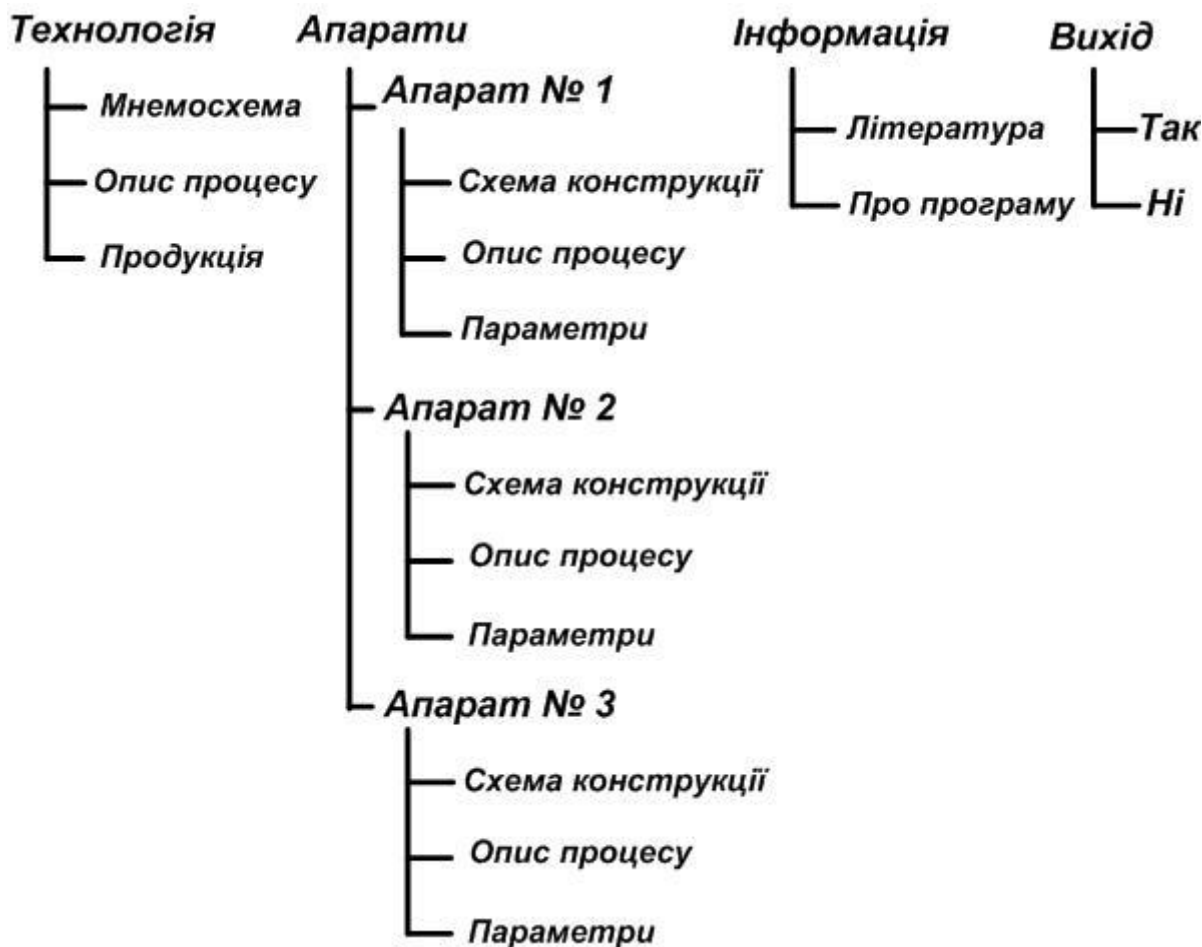 Технологія
Мнемосхема
Опис процесу
Продукція
Апарати
Апарат № 1
Схема конструкції
Опис процесу
Параметри
Апарат № 2
Схема конструкції
Опис процесу
Параметри
Апарат № 3
Схема конструкції
Опис процесу
Параметри
Інформація
Література
Про програму
Вихід
Так
Ні